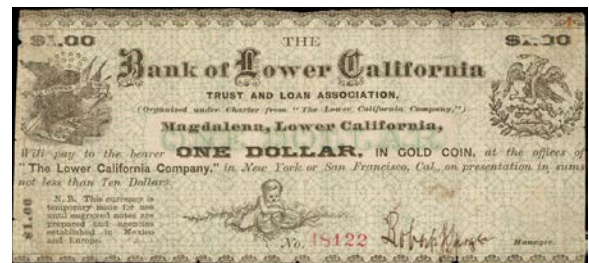 $1.00 THE $1.00
Bank of Lower California
TRUST AND LOAN ASSOCIATION,
(Organized under Charter from "The Lower California Company,")
Magdalena, Lower California,
Will pay to the bearer ONE DOLLAR, IN GOLD COIN, at the offices of
"The Lower California Company," in New York or San Francisco, Cal., on presentation in sums
not less than Ten Dollars.
$1.00
N. B. This currency is
temporary made for use
until engraved notes are
prepared and agencies
established in Mexico
and Europe.
No. 18122 Manager.